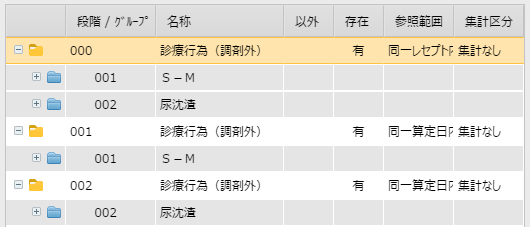 段階 / ｸﾞﾙｰﾌﾟ 名称 以外 存在 参照範囲 集計区分
000 診療行為（調剤外） 有 同一レセプト内 集計なし
001 Ｓ－Ｍ
002 尿沈渣
001 診療行為（調剤外） 有 同一算定日内 集計なし
001 Ｓ－Ｍ
002 診療行為（調剤外） 有 同一算定日内 集計なし
002 尿沈渣